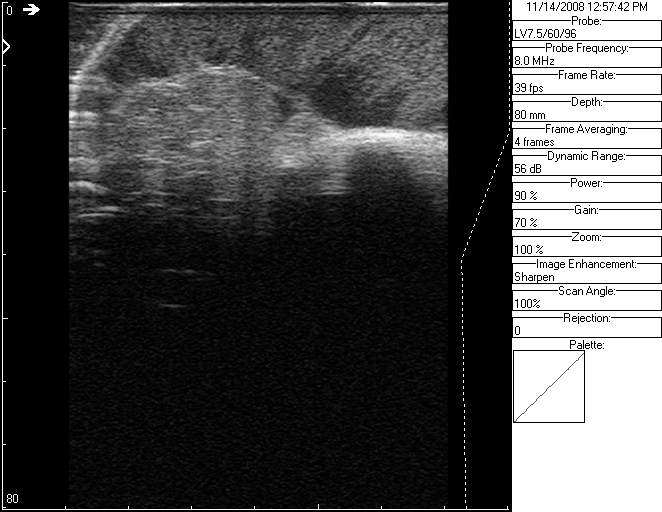 0
80
11/14/2008 12:57:42 PM
Probe:
LV7.5/60/96
Probe Frequency:
8.0 MHz
Frame Rate:
39 fps
Depth:
80 mm
Frame Averaging:
4 frames
Dynamic Range:
56 dB
Power:
90 %
Gain:
70 %
Zoom:
100 %
Image Enhancement:
Sharpen
Scan Angle:
100%
Rejection:
0
Palette: